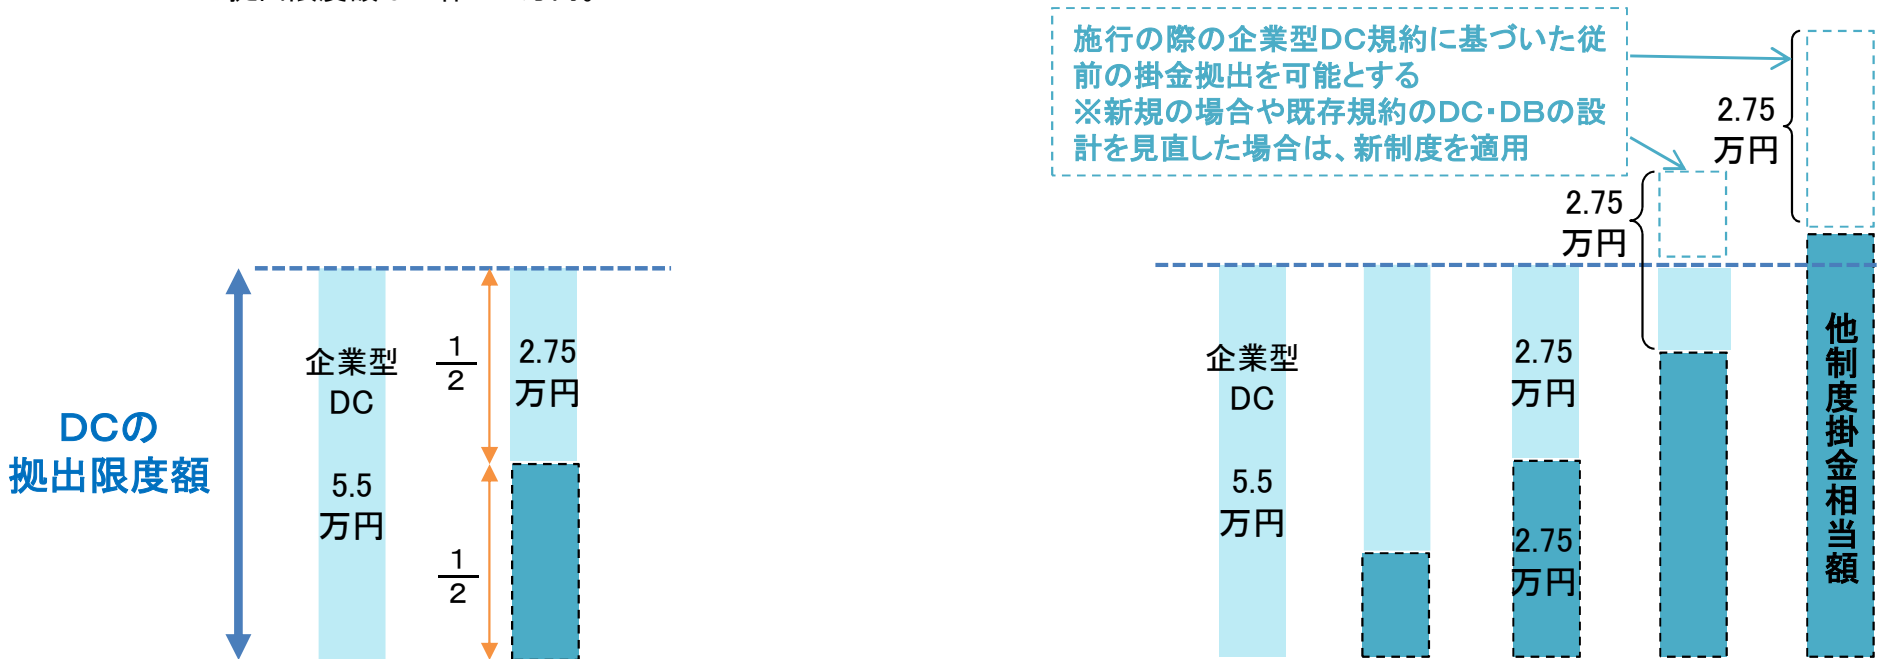 施行の際の企業型DC規約に基づいた従
前の掛金拠出を可能とする
※新規の場合や既存規約のDC・DBの設
計を見直した場合は、新制度を適用
DCの
拠出限度額
企業型
DC
5.5
万円
1
2
1
2
2.75
万円
企業型
DC
5.5
万円
2.75
万円
2.75
万円
2.75
万円
2.75
万円
他制度掛金相当額